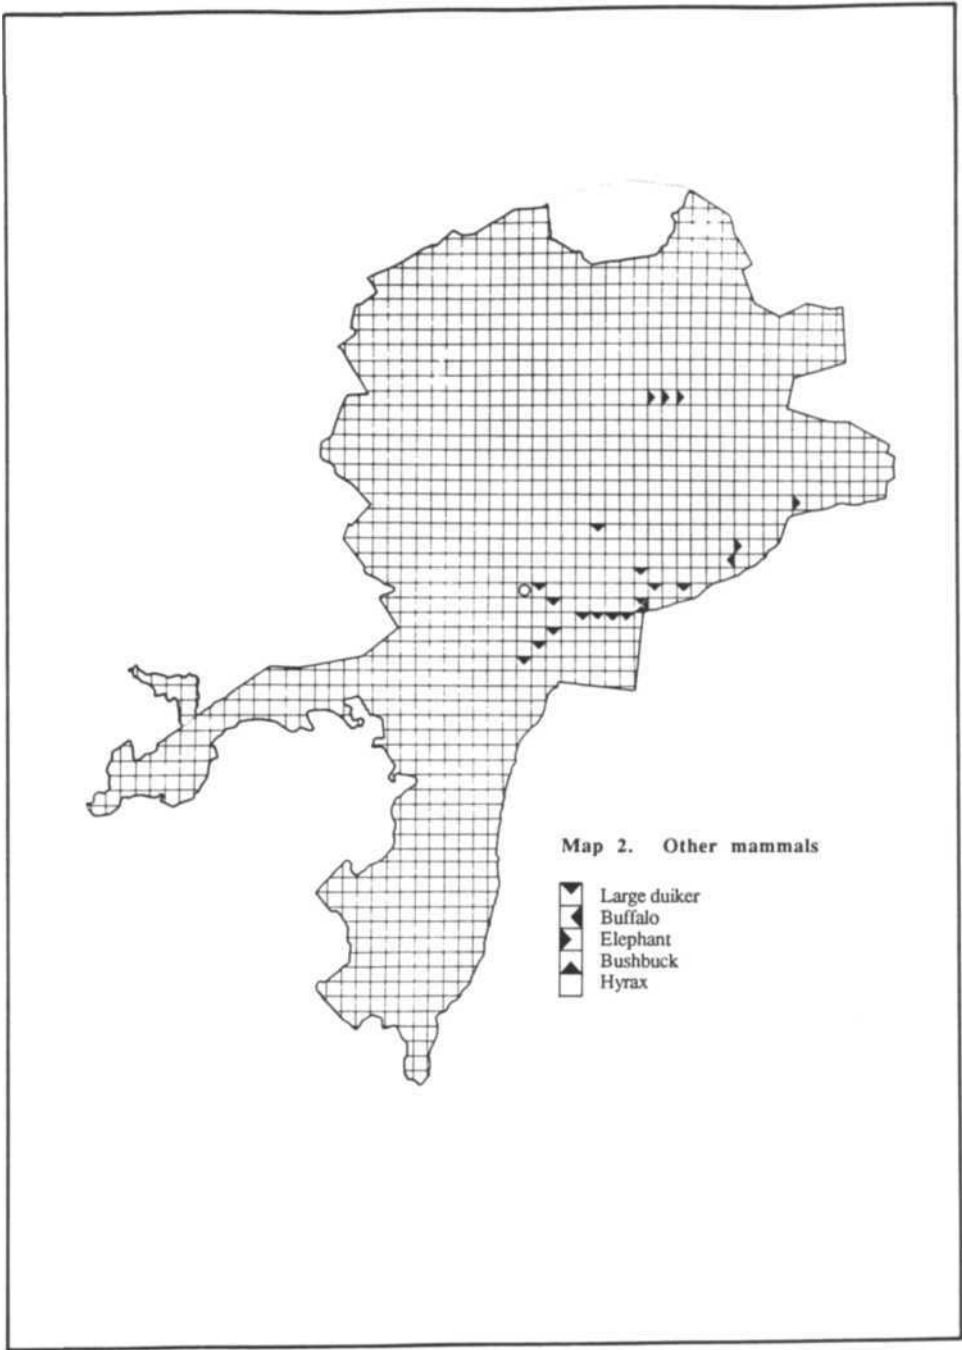 Map 2. Other mammals
Large duiker
Buffalo
Elephant
Bushbuck
Hyrax